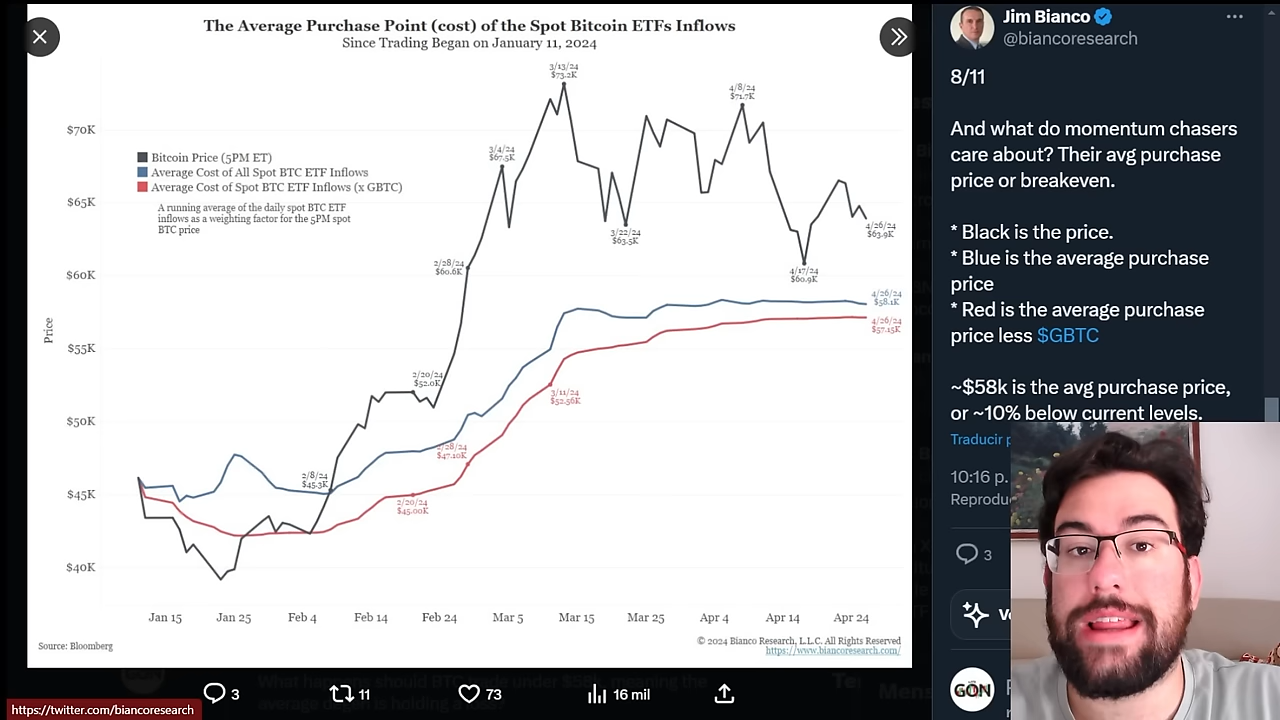 The Average Purchase Point (cost) of the Spot Bitcoin ETFs Inflows
Since Trading Began on January 11, 2024
Bitcoin Price (5PM ET)
Average Cost of All Spot BTC ETF Inflows
Average Cost of Spot BTC ETF Inflows (x GBTC)
A running average of the daily spot BTC ETF
inflows as a weighting factor for the 5PM spot
BTC price
Price
$70K
$65K
$60K
$55K
$50K
$45K
$40K
3/13/24
$73.2K
4/8/24
$71.7K
3/4/24
$67.5K
3/22/24
$63.5K
4/26/24
$63.9K
2/28/24
$60.6K
4/17/24
$60.9K
4/26/24
$58.1K
4/26/24
$57.15K
2/20/24
$52.0K
3/11/24
$52.56K
2/28/24
$47.10K
2/8/24
$45.3K
2/20/24
$45.00K
Jan 15 Jan 25 Feb 4 Feb 14 Feb 24 Mar 5 Mar 15 Mar 25 Apr 4 Apr 14 Apr 24
Source: Bloomberg
© 2024 Bianco Research, L.L.C. All Rights Reserved
https://www.biancoresearch.com/
3 11 73 16 mil
https://twitter.com/biancoresearch
Jim Bianco
@biancoresearch
8/11
And what do momentum chasers
care about? Their avg purchase
price or breakeven.
* Black is the price.
* Blue is the average purchase
price
* Red is the average purchase
price less $GBTC
~$58k is the avg purchase price,
or ~10% below current levels.
Traducir
10:16 p.
3
GON